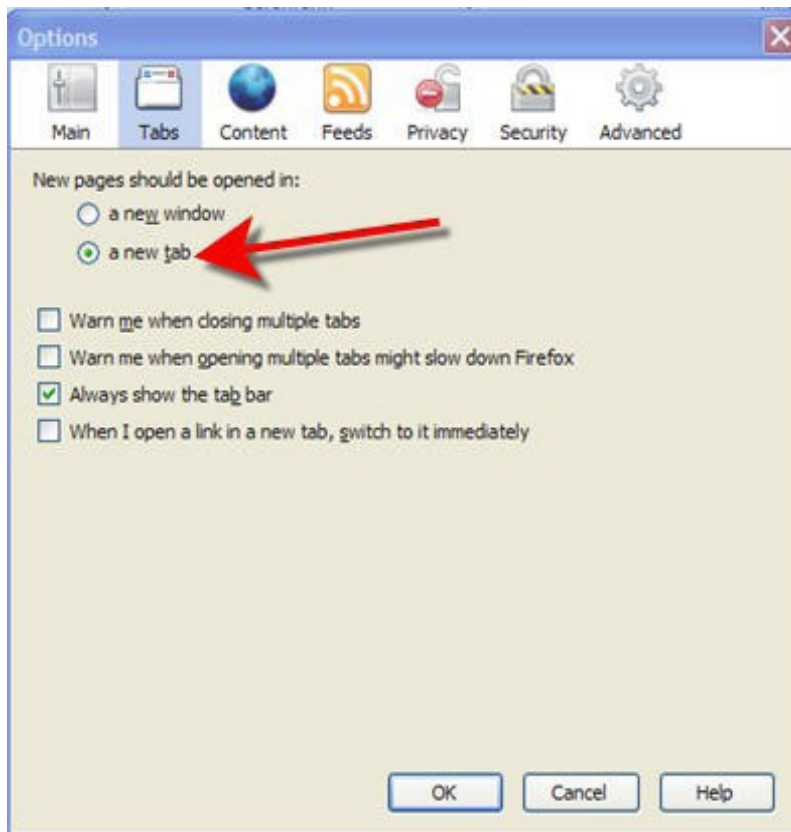 Options
Main Tabs Content Feeds Privacy Security Advanced
New pages should be opened in:
a new window
a new tab
Warn me when closing multiple tabs
Warn me when opening multiple tabs might slow down Firefox
Always show the tab bar
When I open a link in a new tab, switch to it immediately
OK Cancel Help